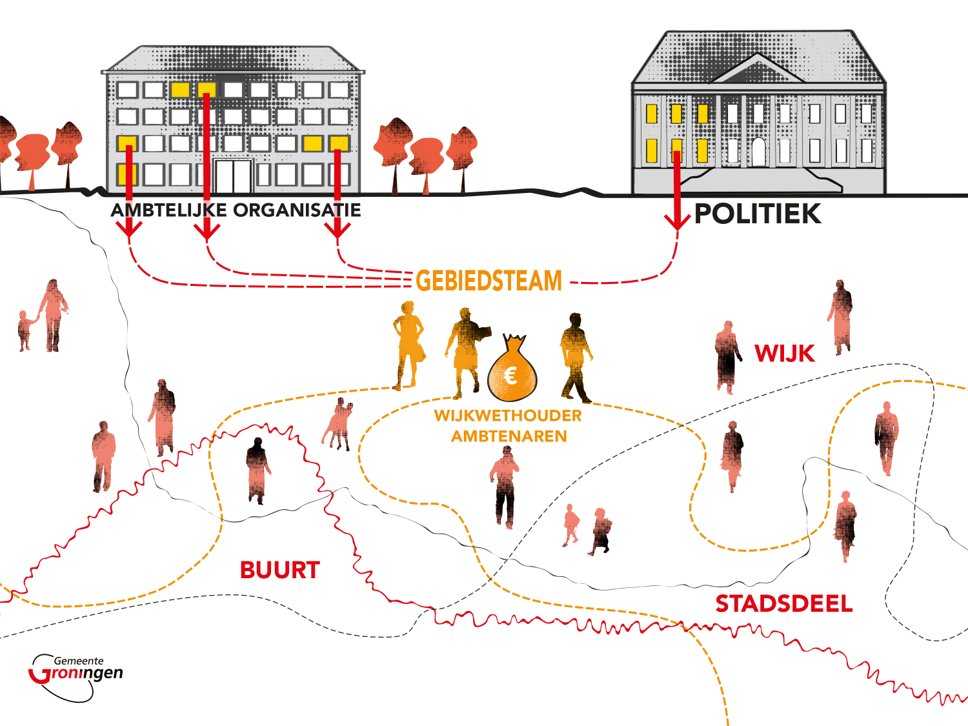 AMBTELIJKE ORGANISATIE
POLITIEK
GEBIEDSTEAM
€
WIJK
WIJKWETHOUDER
AMBTENAREN
BUURT
STADSDEEL
Gemeente
Groningen